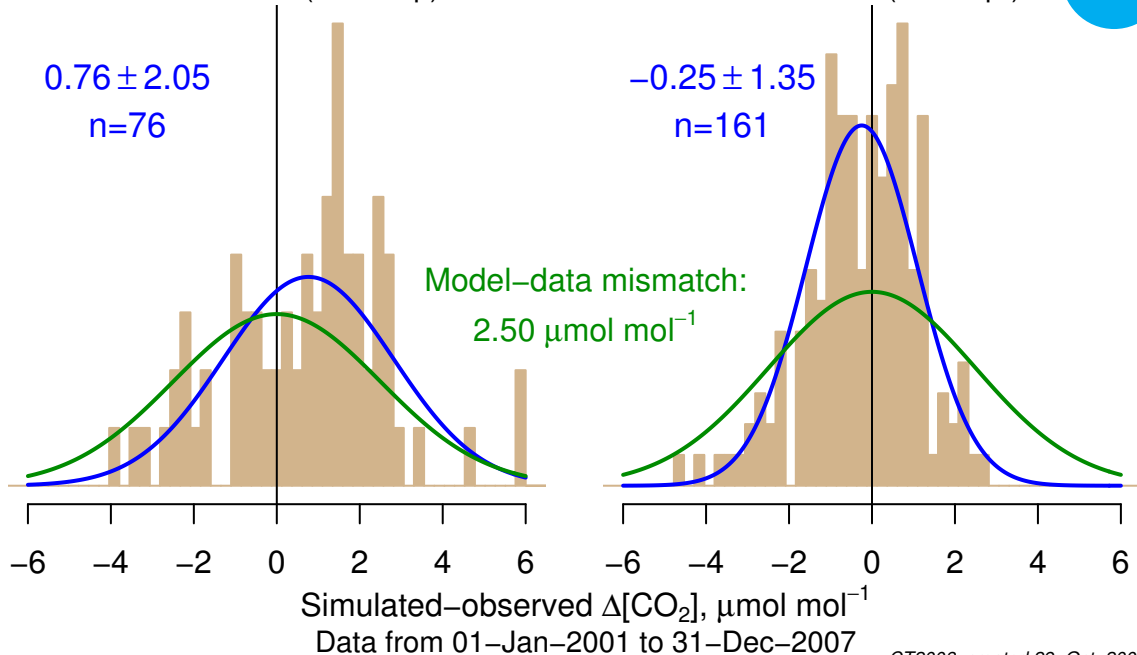 0.76 ± 2.05
n=76
−0.25 ± 1.35
n=161
Model−data mismatch:
2.50 μmol mol⁻¹
−6 −4 −2 0 2 4 6
−6 −4 −2 0 2 4 6
Simulated−observed Δ[CO₂], μmol mol⁻¹
Data from 01−Jan−2001 to 31−Dec−2007